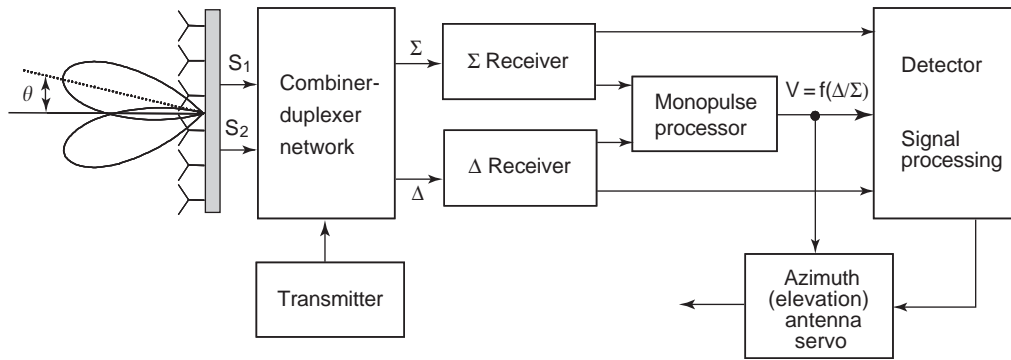 θ
S1
S2
Combiner-
duplexer
network
Σ
Δ
Σ Receiver
Δ Receiver
Monopulse
processor
V = f(Δ/Σ)
Detector
Signal
processing
Transmitter
Azimuth
(elevation)
antenna
servo